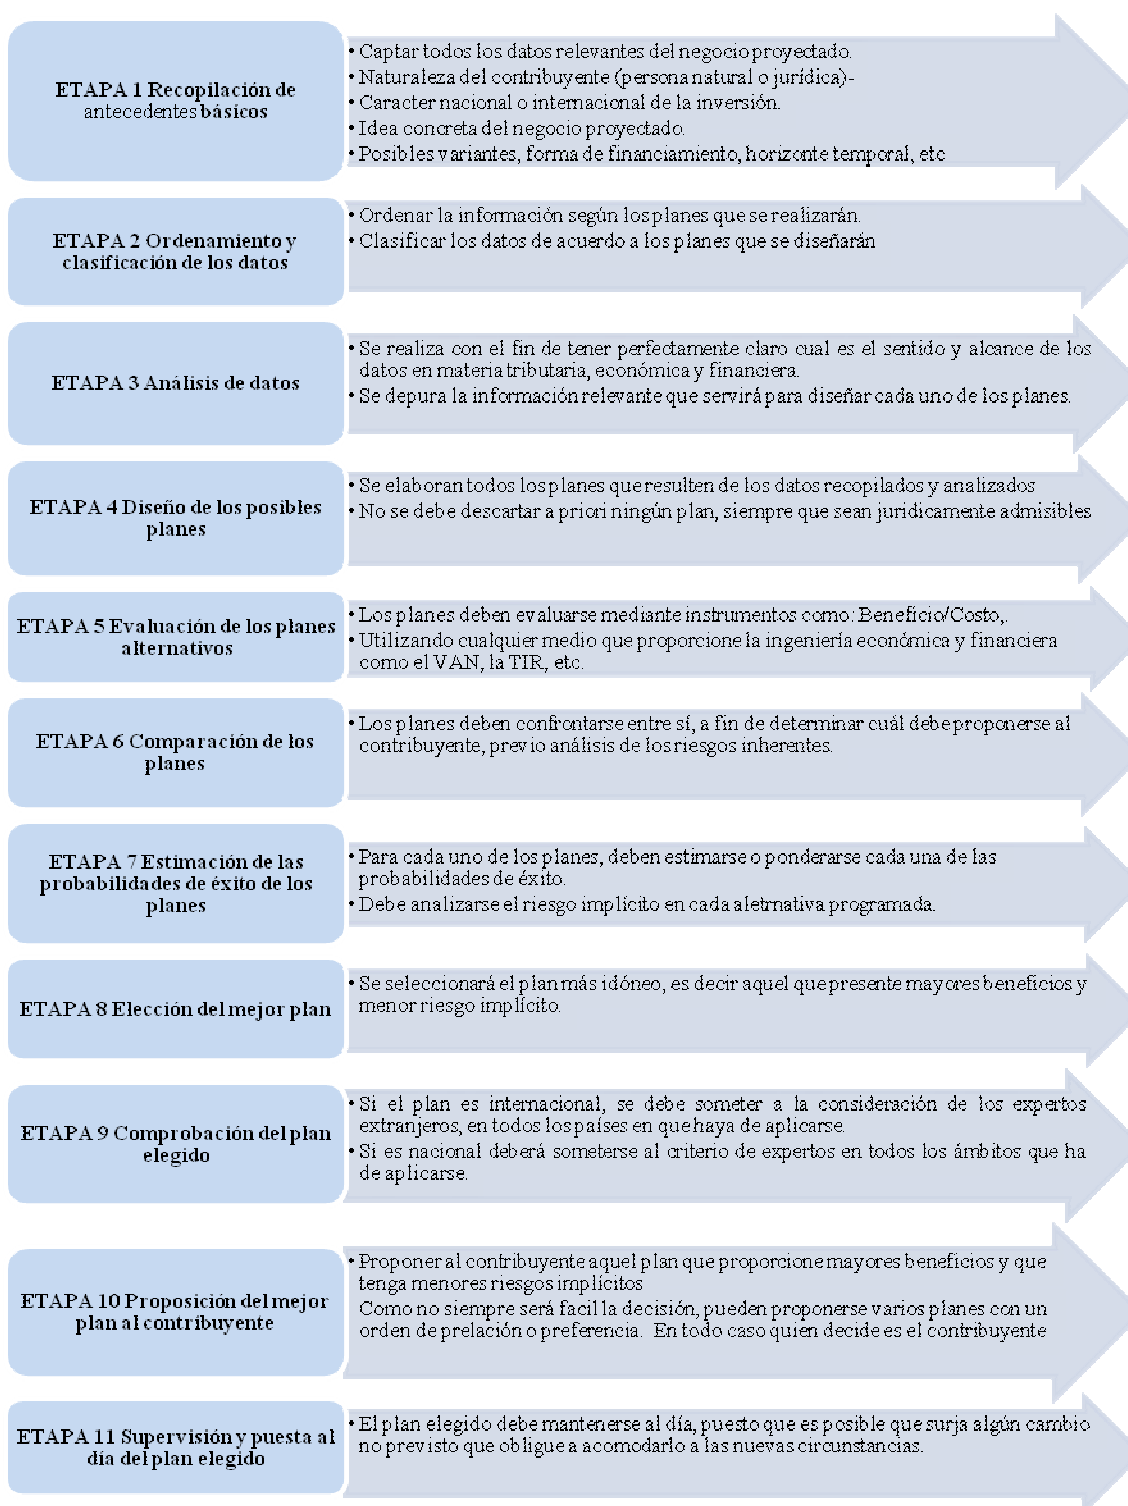 ETAPA 1 Recopilación de
antecedentes básicos
• Captar todos los datos relevantes del negocio proyectado.
• Naturaleza del contribuyente (persona natural o jurídica)-
• Caracter nacional o internacional de la inversión.
• Idea concreta del negocio proyectado.
• Posibles variantes, forma de financiamiento, horizonte temporal, etc
ETAPA 2 Ordenamiento y
clasificación de los datos
• Ordenar la información según los planes que se realizarán.
• Clasificar los datos de acuerdo a los planes que se diseñarán
ETAPA 3 Análisis de datos
• Se realiza con el fin de tener perfectamente claro cual es el sentido y alcance de los
datos en materia tributaria, económica y financiera.
• Se depura la información relevante que servirá para diseñar cada uno de los planes.
ETAPA 4 Diseño de los posibles
planes
• Se elaboran todos los planes que resulten de los datos recopilados y analizados
• No se debe descartar a priori ningún plan, siempre que sean juridicamente admisibles
ETAPA 5 Evaluación de los planes
alternativos
• Los planes deben evaluarse mediante instrumentos como: Beneficio/Costo,.
• Utilizando cualquier medio que proporcione la ingeniería económica y financiera
como el VAN, la TIR, etc.
ETAPA 6 Comparación de los
planes
• Los planes deben confrontarse entre sí, a fin de determinar cuál debe proponerse al
contribuyente, previo análisis de los riesgos inherentes.
ETAPA 7 Estimación de las
probabilidades de éxito de los
planes
• Para cada uno de los planes, deben estimarse o ponderarse cada una de las
probabilidades de éxito.
• Debe analizarse el riesgo implícito en cada aletrnativa programada.
ETAPA 8 Elección del mejor plan
• Se seleccionará el plan más idóneo, es decir aquel que presente mayores beneficios y
menor riesgo implícito.
ETAPA 9 Comprobación del plan
elegido
• Si el plan es internacional, se debe someter a la consideración de los expertos
extranjeros, en todos los países en que haya de aplicarse.
• Si es nacional deberá someterse al criterio de expertos en todos los ámbitos que ha
de aplicarse.
ETAPA 10 Proposición del mejor
plan al contribuyente
• Proponer al contribuyente aquel plan que proporcione mayores beneficios y que
tenga menores riesgos implícitos
Como no siempre será facil la decisión, pueden proponerse varios planes con un
orden de prelación o preferencia. En todo caso quien decide es el contribuyente
ETAPA 11 Supervisión y puesta al
día del plan elegido
• El plan elegido debe mantenerse al día, puesto que es posible que surja algún cambio
no previsto que obligue a acomodarlo a las nuevas circunstancias.